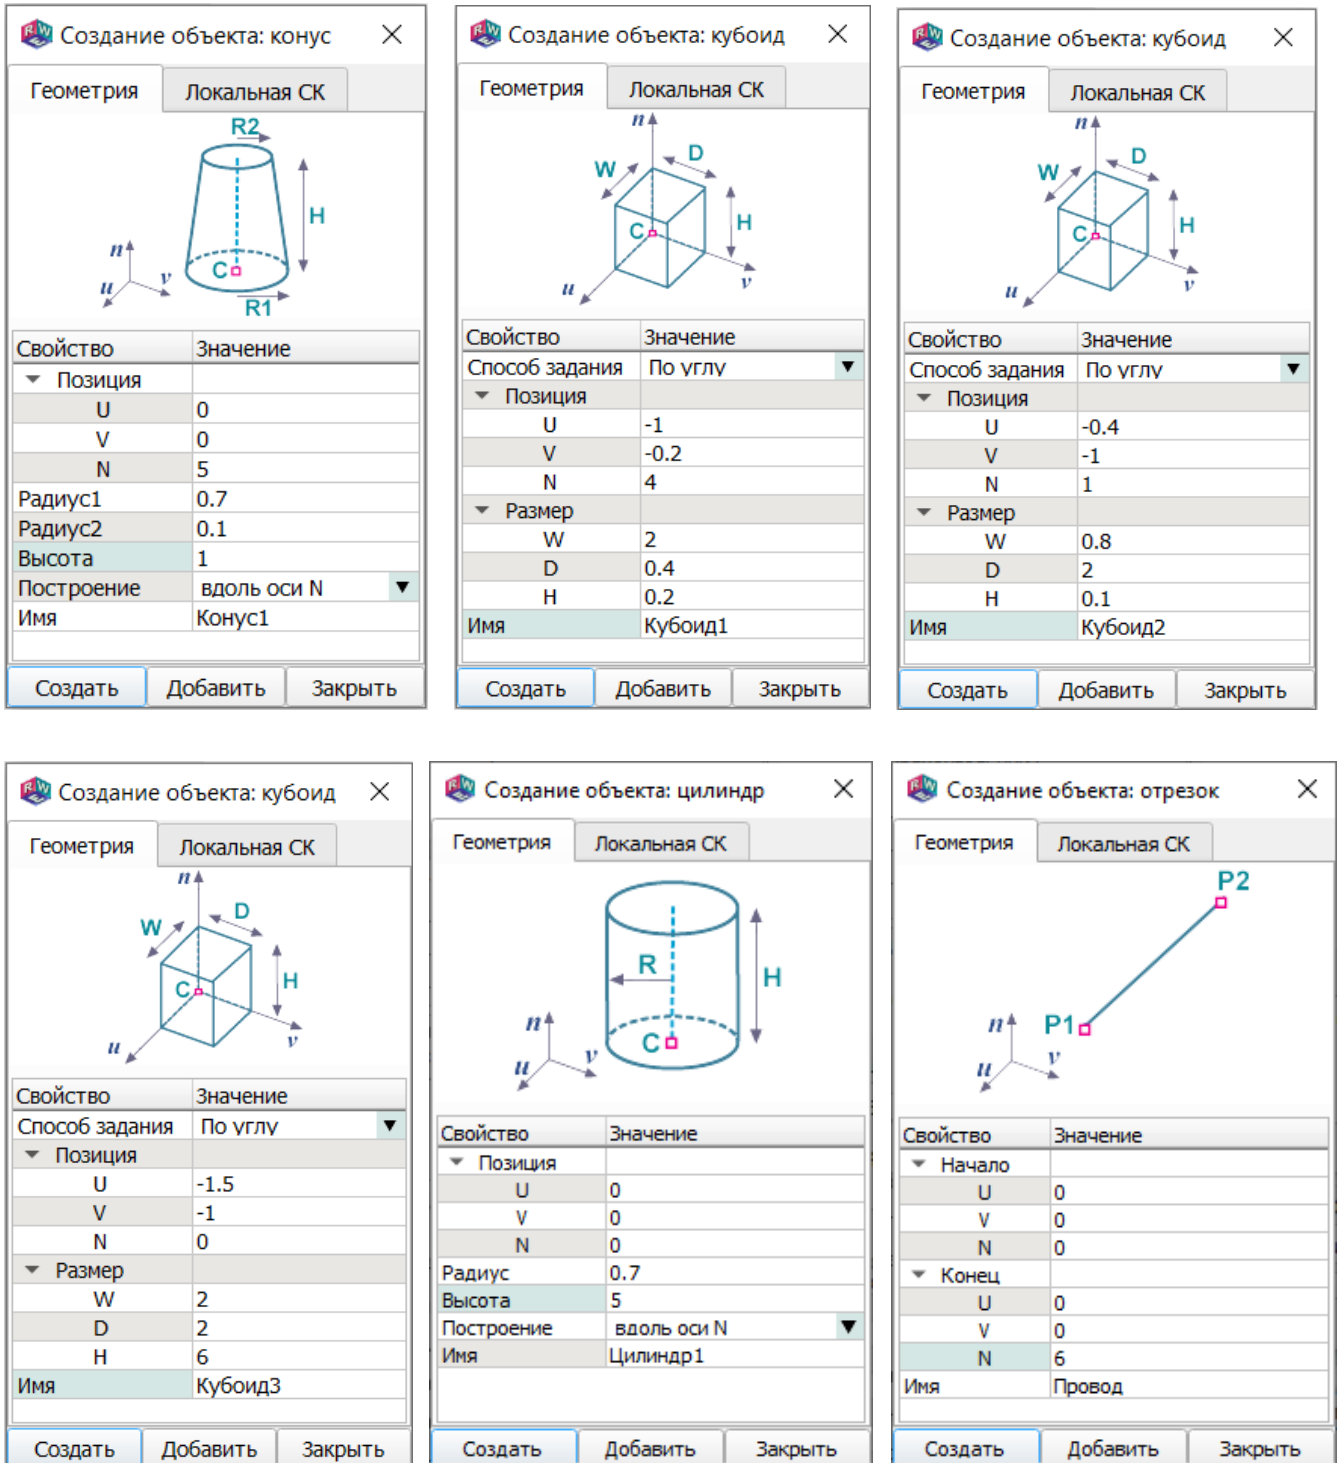 Создание объекта: конус
Геометрия Локальная СК
R2
H
n
u
v
C
R1
Свойство Значение
Позиция
U 0
V 0
N 5
Радиус1 0.7
Радиус2 0.1
Высота 1
Построение вдоль оси N
Имя Конус1
Создать Добавить Закрыть
Создание объекта: кубоид
Геометрия Локальная СК
n
D
W
H
C
u
v
Свойство Значение
Способ задания По углу
Позиция
U -1
V -0.2
N 4
Размер
W 2
D 0.4
H 0.2
Имя Кубоид1
Создать Добавить Закрыть
Создание объекта: кубоид
Геометрия Локальная СК
n
D
W
H
C
u
v
Свойство Значение
Способ задания По углу
Позиция
U -0.4
V -1
N 1
Размер
W 0.8
D 2
H 0.1
Имя Кубоид2
Создать Добавить Закрыть
Создание объекта: кубоид
Геометрия Локальная СК
n
D
W
H
C
u
v
Свойство Значение
Способ задания По углу
Позиция
U -1.5
V -1
N 0
Размер
W 2
D 2
H 6
Имя Кубоид3
Создать Добавить Закрыть
Создание объекта: цилиндр
Геометрия Локальная СК
R
H
n
C
u
v
Свойство Значение
Позиция
U 0
V 0
N 0
Радиус 0.7
Высота 5
Построение вдоль оси N
Имя Цилиндр1
Создать Добавить Закрыть
Создание объекта: отрезок
Геометрия Локальная СК
P2
n
P1
u
v
Свойство Значение
Начало
U 0
V 0
N 0
Конец
U 0
V 0
N 6
Имя Провод
Создать Добавить Закрыть